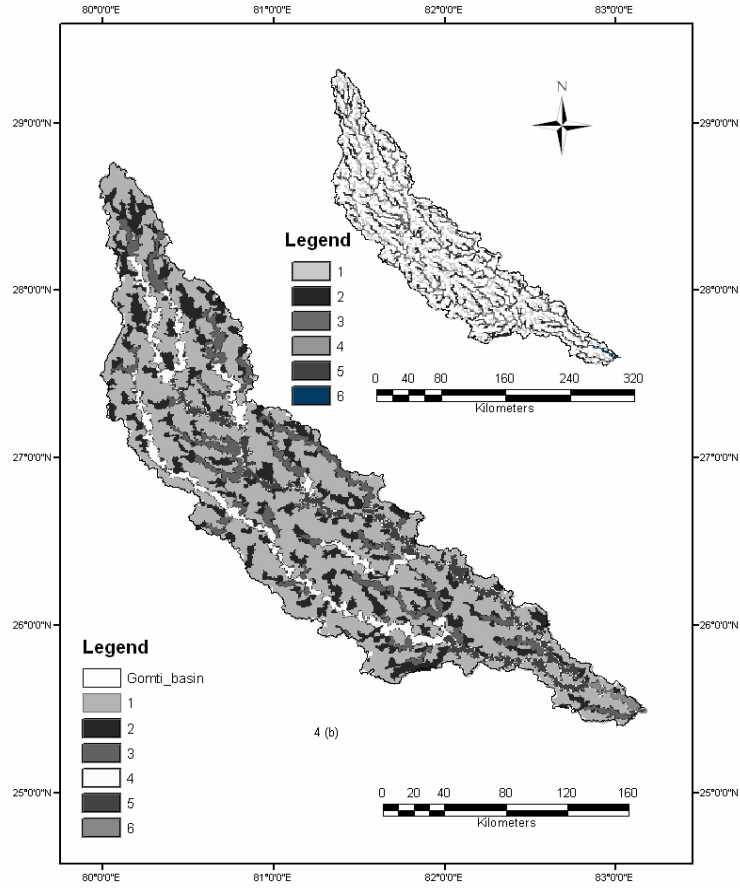 80°0'0"E 81°0'0"E 82°0'0"E 83°0'0"E
N
29°0'0"N 29°0'0"N
Legend
1
2
3
4
5
6
28°0'0"N 28°0'0"N
0 40 80 160 240 320
Kilometers
27°0'0"N 27°0'0"N
26°0'0"N 26°0'0"N
Legend
Gomti_basin
1
2
3
4
5
6
4 (b)
25°0'0"N 25°0'0"N
0 20 40 80 120 160
Kilometers
80°0'0"E 81°0'0"E 82°0'0"E 83°0'0"E